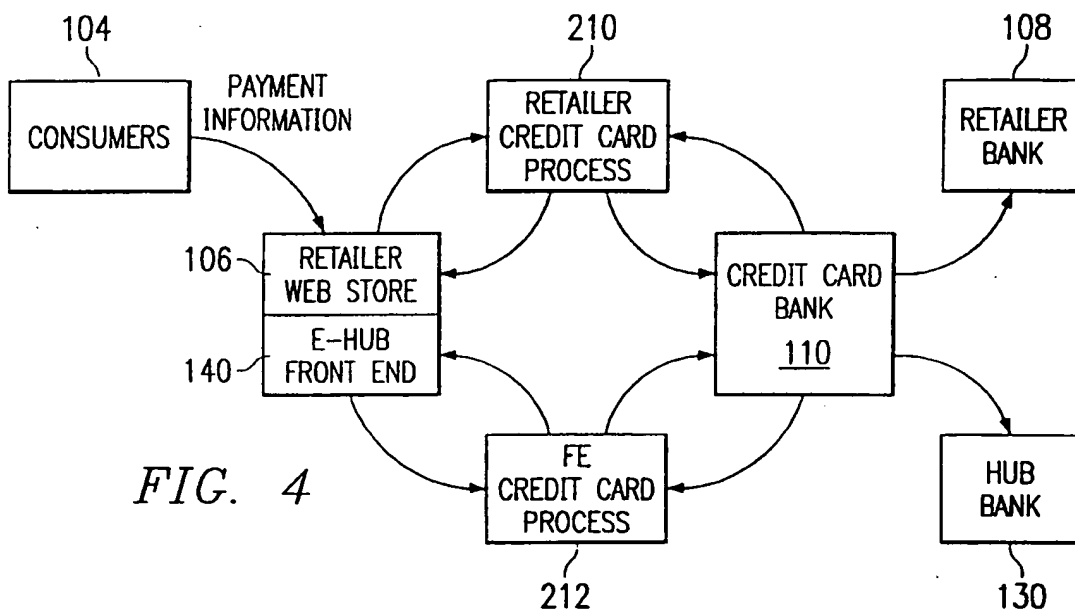 104
CONSUMERS
PAYMENT
INFORMATION
210
RETAILER
CREDIT CARD
PROCESS
108
RETAILER
BANK
106
RETAILER
WEB STORE
140
E-HUB
FRONT END
CREDIT CARD
BANK
110
FE
CREDIT CARD
PROCESS
212
HUB
BANK
130
FIG. 4